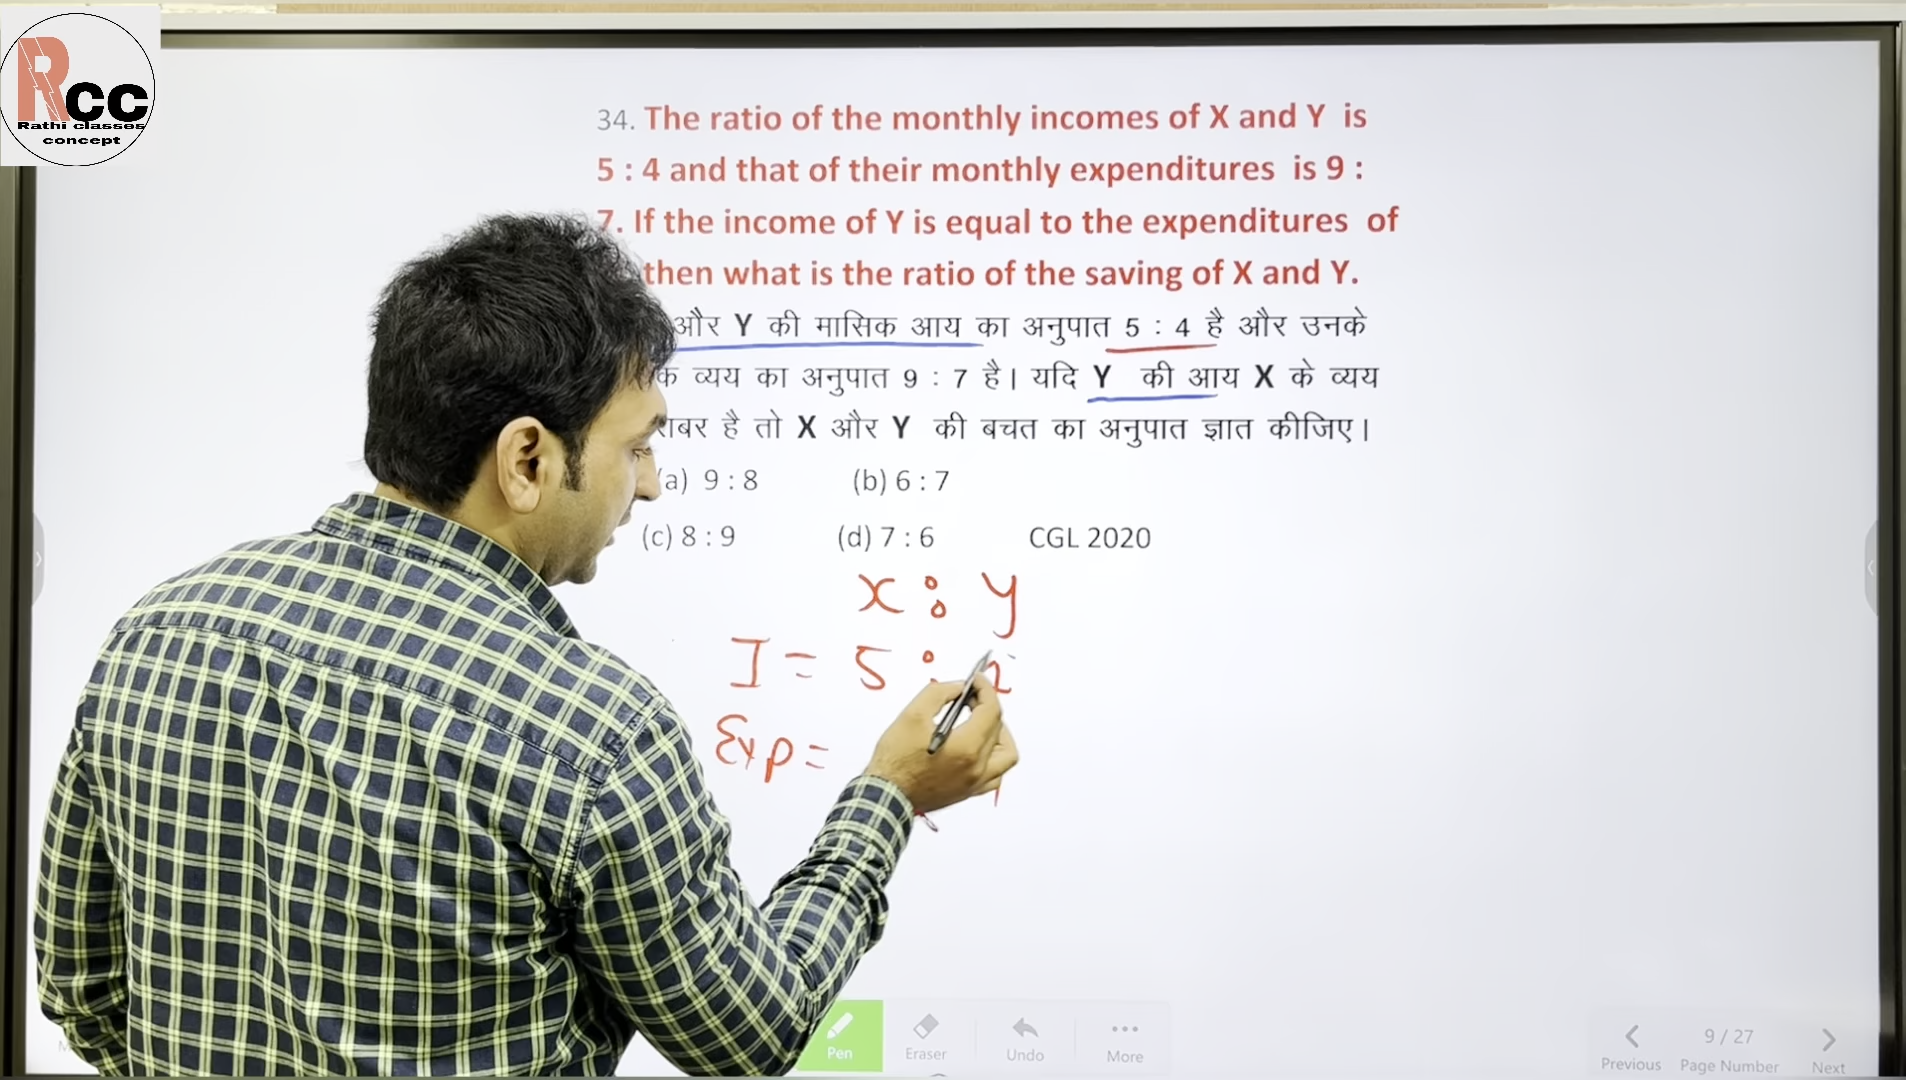 Rcc
Rathi classes
concept
34. The ratio of the monthly incomes of X and Y is
5 : 4 and that of their monthly expenditures is 9 :
7. If the income of Y is equal to the expenditures of
then what is the ratio of the saving of X and Y.
और Y की मासिक आय का अनुपात 5 : 4 है और उनके
व्यय का अनुपात 9 : 7 है। यदि Y की आय X के व्यय
है तो X और Y की बचत का अनुपात ज्ञात कीजिए।
(a) 9 : 8 (b) 6 : 7
(c) 8 : 9 (d) 7 : 6 CGL 2020
x : y
I = 5 :
Exp =
Pen Eraser Undo More
9 / 27
Previous Page Number Next